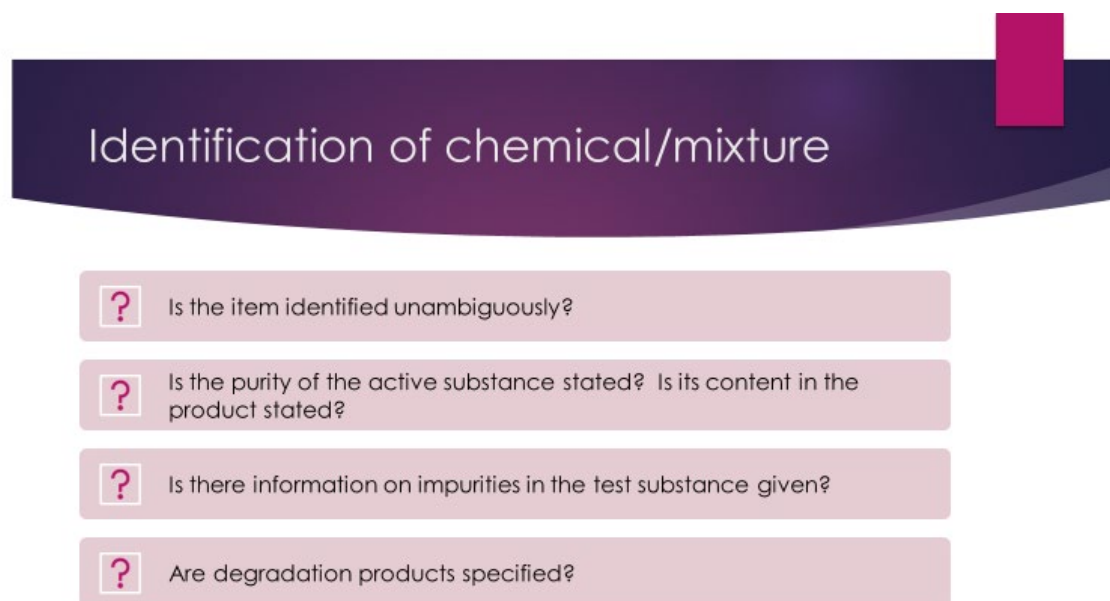 Identification of chemical/mixture
? Is the item identified unambiguously?
? Is the purity of the active substance stated? Is its content in the
product stated?
? Is there information on impurities in the test substance given?
? Are degradation products specified?